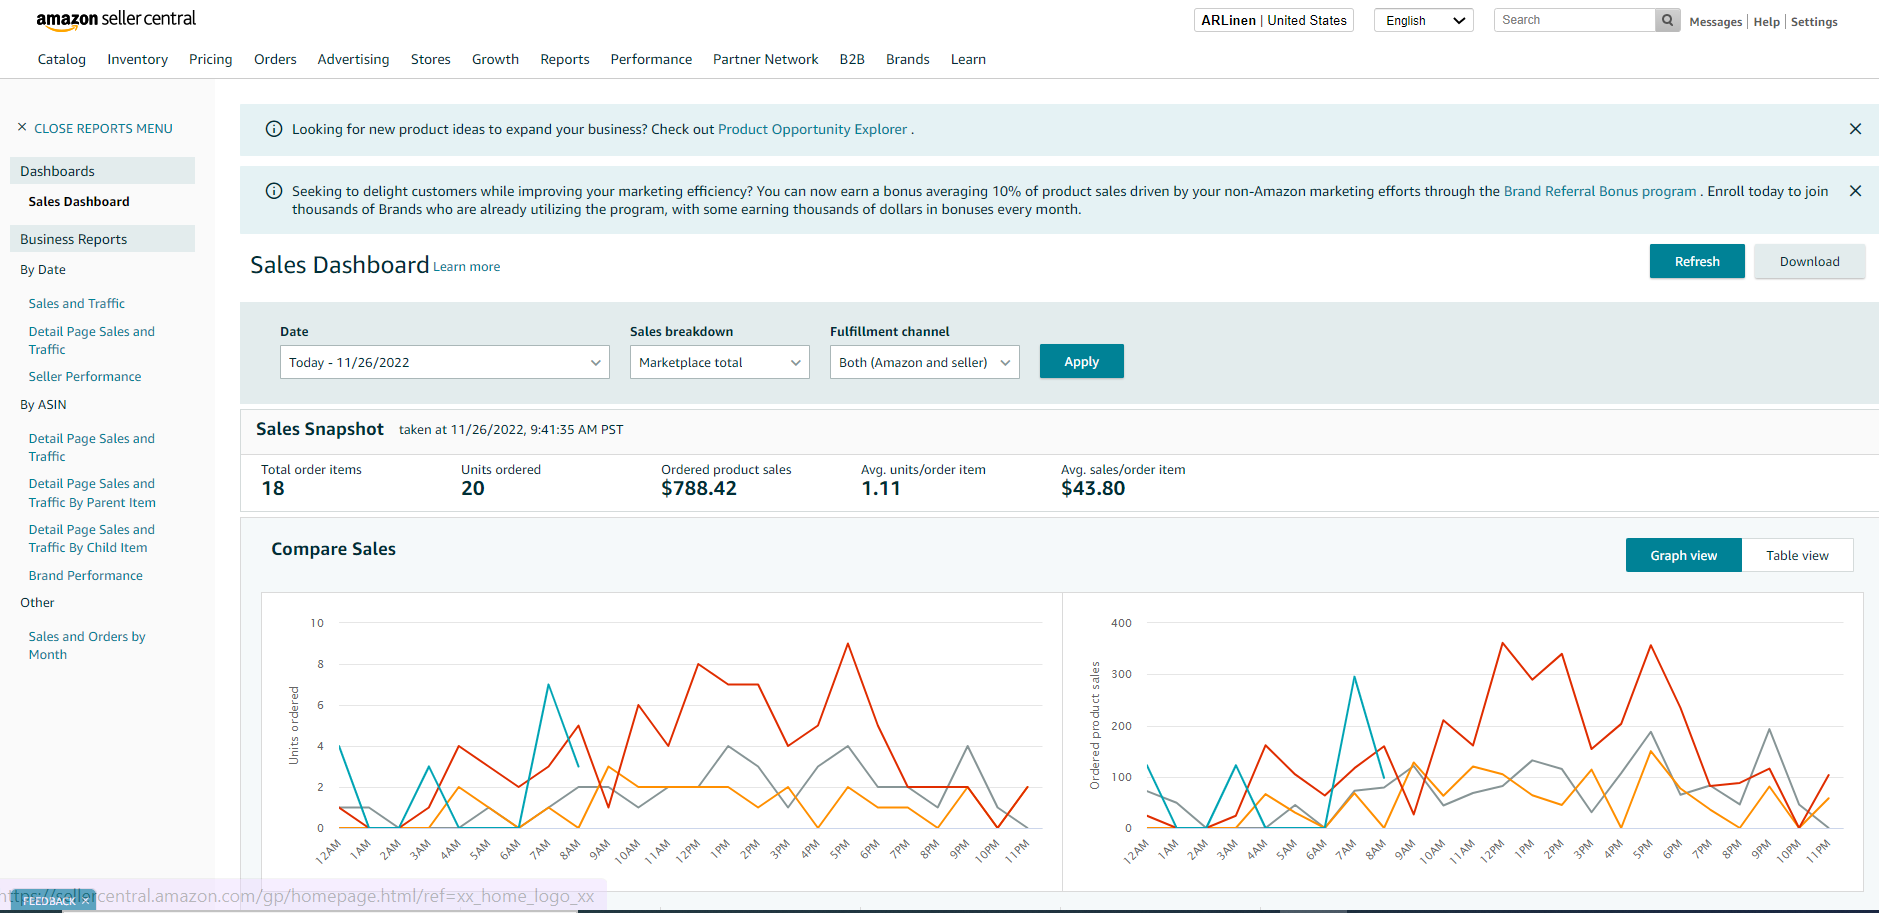 amazon seller central
ARLinen | United States
English
Search
Messages | Help | Settings
Catalog Inventory Pricing Orders Advertising Stores Growth Reports Performance Partner Network B2B Brands Learn
× CLOSE REPORTS MENU
Dashboards
Sales Dashboard
Business Reports
By Date
Sales and Traffic
Detail Page Sales and
Traffic
Seller Performance
By ASIN
Detail Page Sales and
Traffic
Detail Page Sales and
Traffic By Parent Item
Detail Page Sales and
Traffic By Child Item
Brand Performance
Other
Sales and Orders by
Month
Looking for new product ideas to expand your business? Check out Product Opportunity Explorer .
Seeking to delight customers while improving your marketing efficiency? You can now earn a bonus averaging 10% of product sales driven by your non-Amazon marketing efforts through the Brand Referral Bonus program . Enroll today to join
thousands of Brands who are already utilizing the program, with some earning thousands of dollars in bonuses every month.
Sales Dashboard Learn more
Refresh
Download
Date
Today - 11/26/2022
Sales breakdown
Marketplace total
Fulfillment channel
Both (Amazon and seller)
Apply
Sales Snapshot taken at 11/26/2022, 9:41:35 AM PST
Total order items
18
Units ordered
20
Ordered product sales
$788.42
Avg. units/order item
1.11
Avg. sales/order item
$43.80
Compare Sales
Graph view
Table view
Units ordered
10
8
6
4
2
0
12AM 1AM 2AM 3AM 4AM 5AM 6AM 7AM 8AM 9AM 10AM 11AM 12PM 1PM 2PM 3PM 4PM 5PM 6PM 7PM 8PM 9PM 10PM 11PM
Ordered product sales
400
300
200
100
0
12AM 1AM 2AM 3AM 4AM 5AM 6AM 7AM 8AM 9AM 10AM 11AM 12PM 1PM 2PM 3PM 4PM 5PM 6PM 7PM 8PM 9PM 10PM 11PM
https://sellercentral.amazon.com/gp/homepage.html/ref=xx_home_logo_xx
FEEDBACK ×